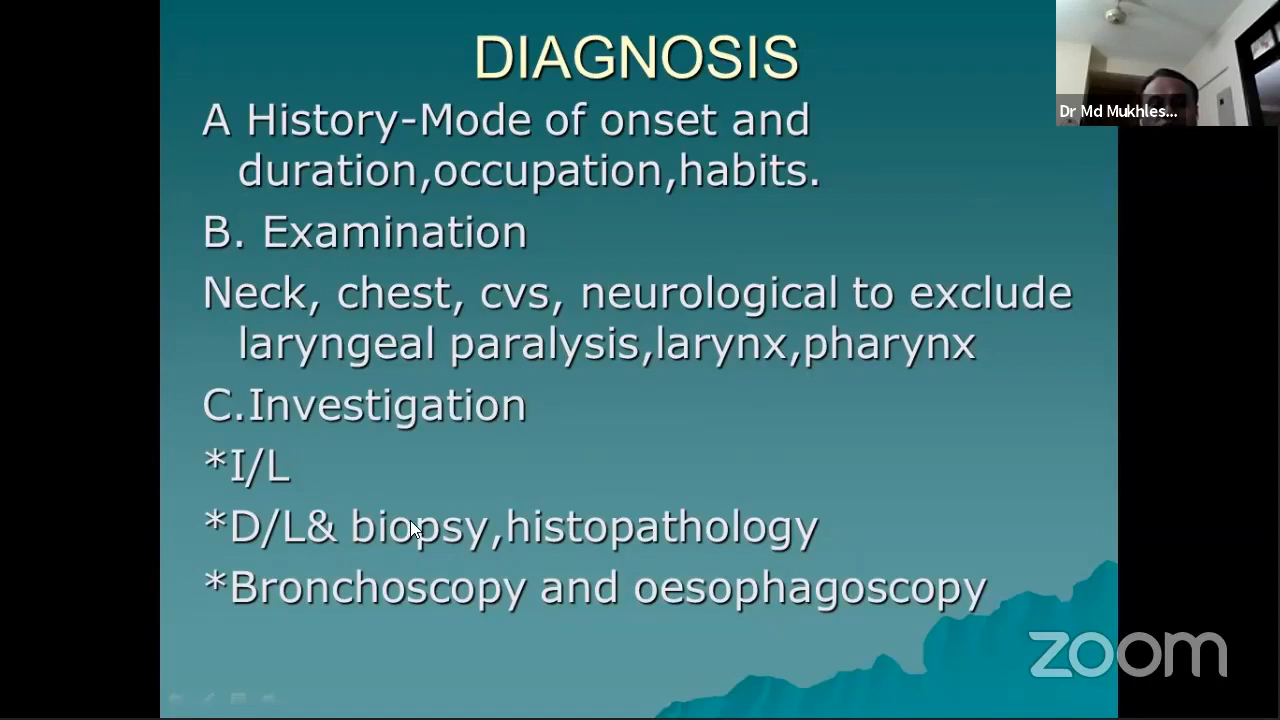 DIAGNOSIS
A History-Mode of onset and
duration,occupation,habits.
B. Examination
Neck, chest, cvs, neurological to exclude
laryngeal paralysis,larynx,pharynx
C.Investigation
*I/L
*D/L& biopsy,histopathology
*Bronchoscopy and oesophagoscopy
Dr Md Mukhles...
zoom